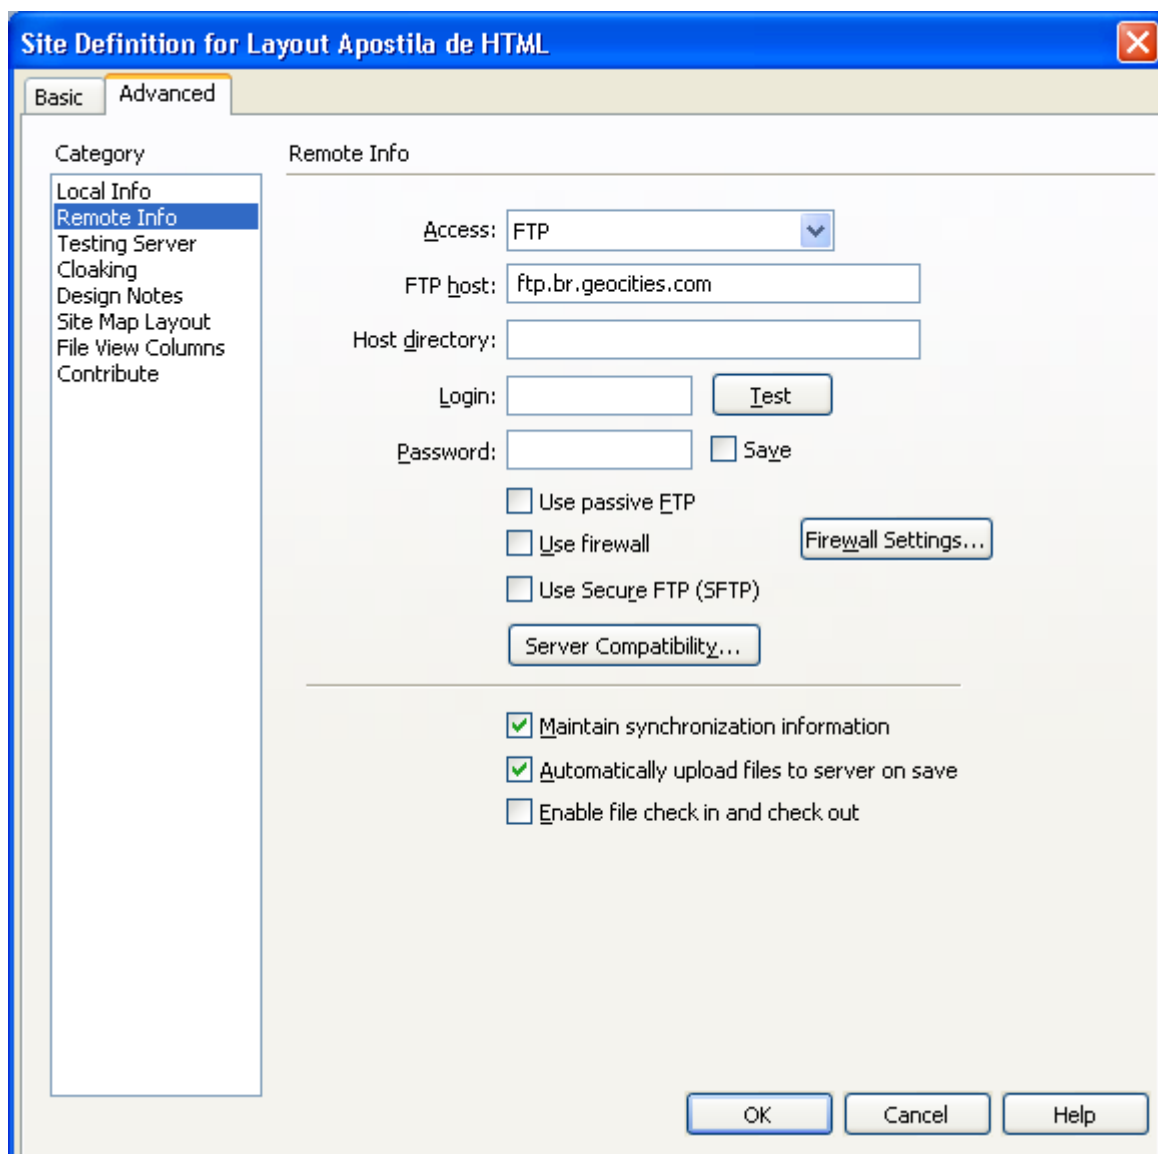 Site Definition for Layout Apostila de HTML
Basic
Advanced
Category
Local Info
Remote Info
Testing Server
Cloaking
Design Notes
Site Map Layout
File View Columns
Contribute
Remote Info
Access: FTP
FTP host: ftp.br.geocities.com
Host directory:
Login:
Test
Password:
Save
Use passive FTP
Use firewall
Firewall Settings...
Use Secure FTP (SFTP)
Server Compatibility...
Maintain synchronization information
Automatically upload files to server on save
Enable file check in and check out
OK
Cancel
Help